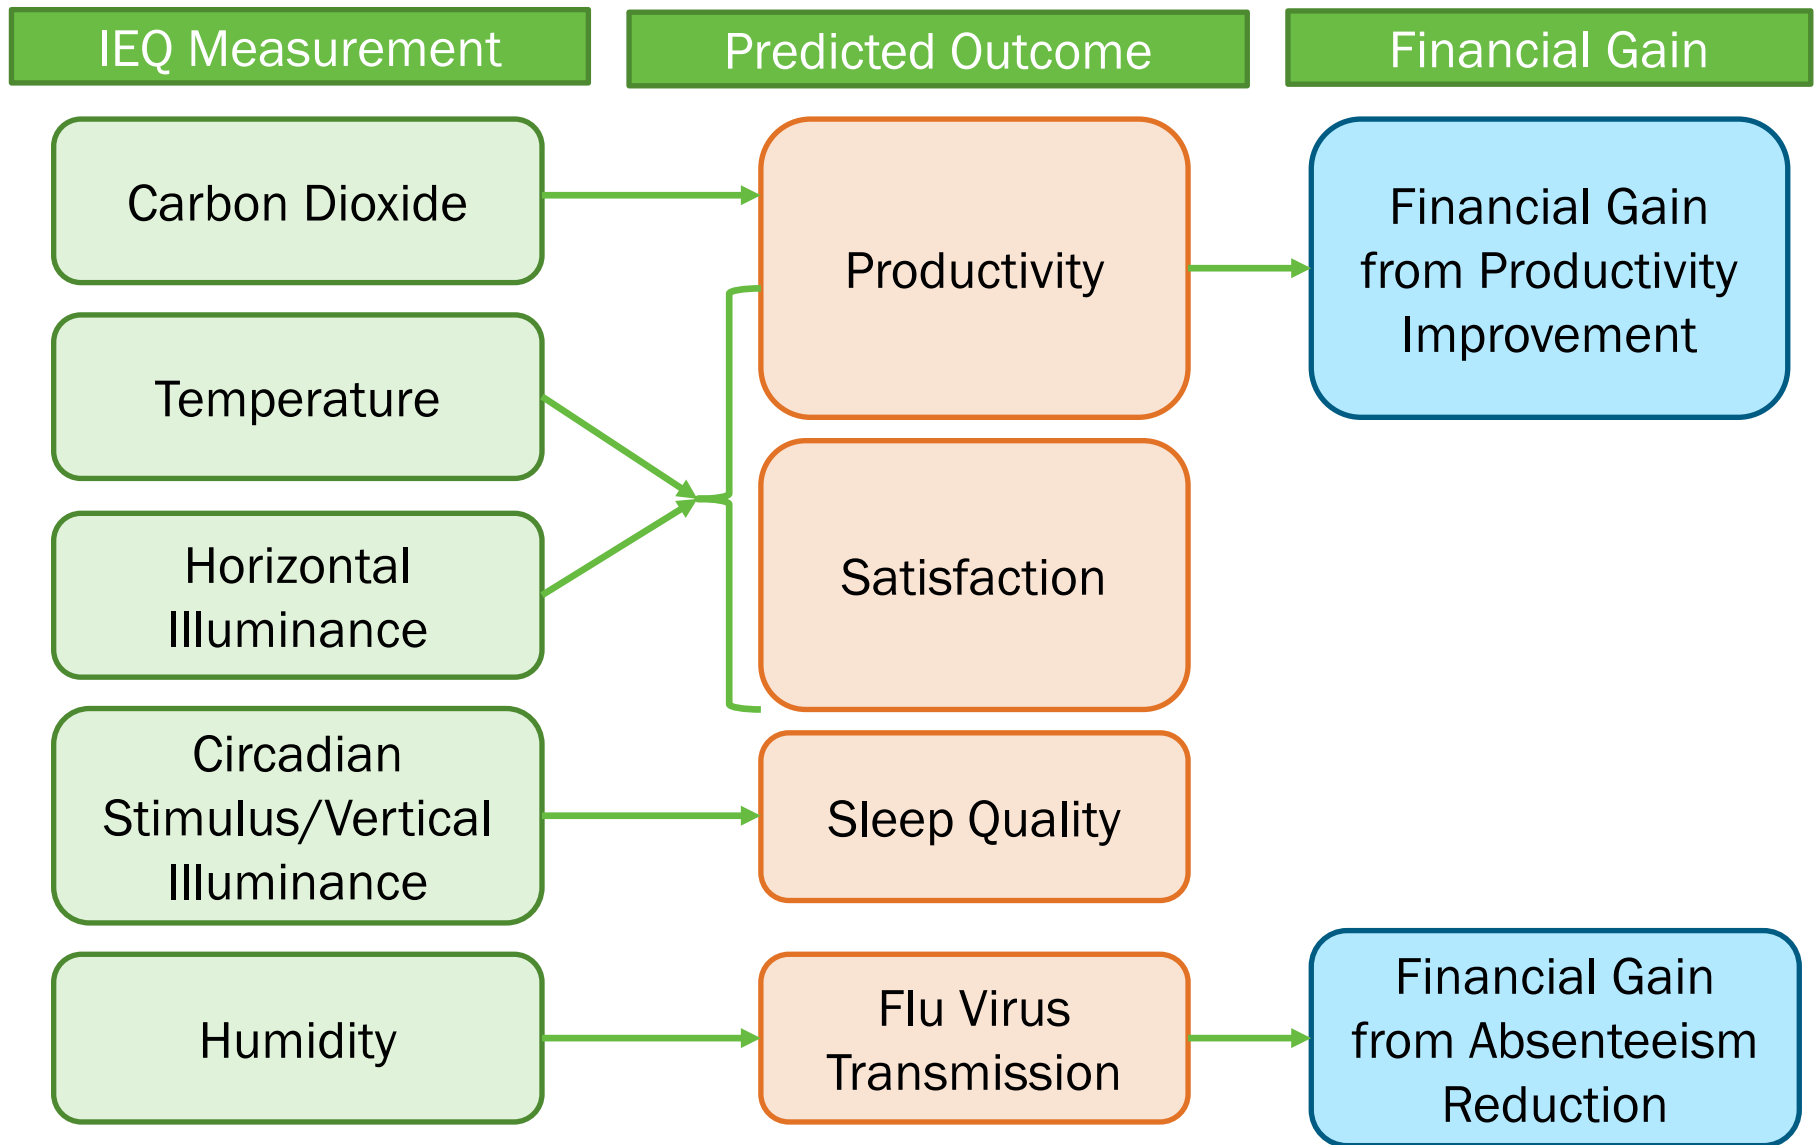 IEQ Measurement
Predicted Outcome
Financial Gain
Carbon Dioxide
Temperature
Horizontal
Illuminance
Circadian
Stimulus/Vertical
Illuminance
Humidity
Productivity
Satisfaction
Sleep Quality
Flu Virus
Transmission
Financial Gain
from Productivity
Improvement
Financial Gain
from Absenteeism
Reduction